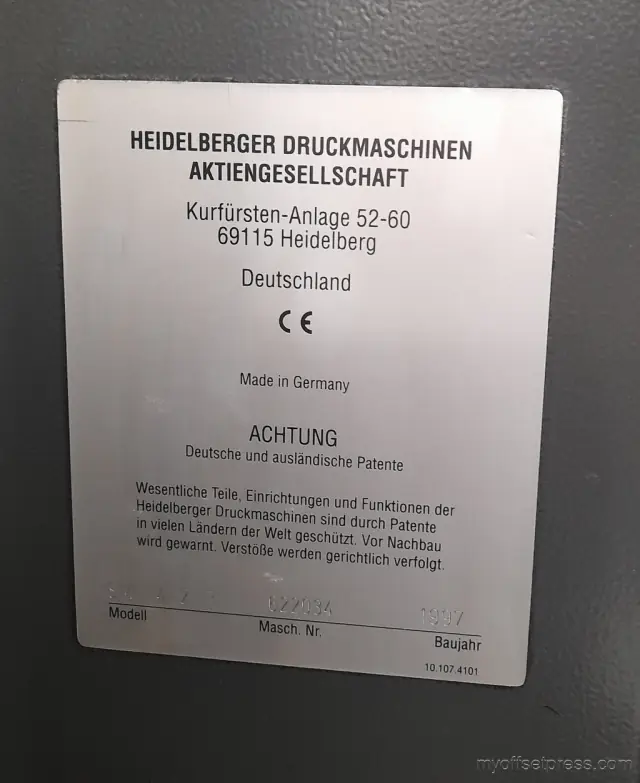 HEIDELBERGER DRUCKMASCHINEN
AKTIENGESELLSCHAFT
Kurfürsten-Anlage 52-60
69115 Heidelberg
Deutschland
CE
Made in Germany
ACHTUNG
Deutsche und ausländische Patente
Wesentliche Teile, Einrichtungen und Funktionen der
Heidelberger Druckmaschinen sind durch Patente
in vielen Ländern der Welt geschützt. Vor Nachbau
wird gewarnt. Verstöße werden gerichtlich verfolgt.
622034 1997
Modell Masch. Nr. Baujahr
10.107.4101
myoffsetpress.com